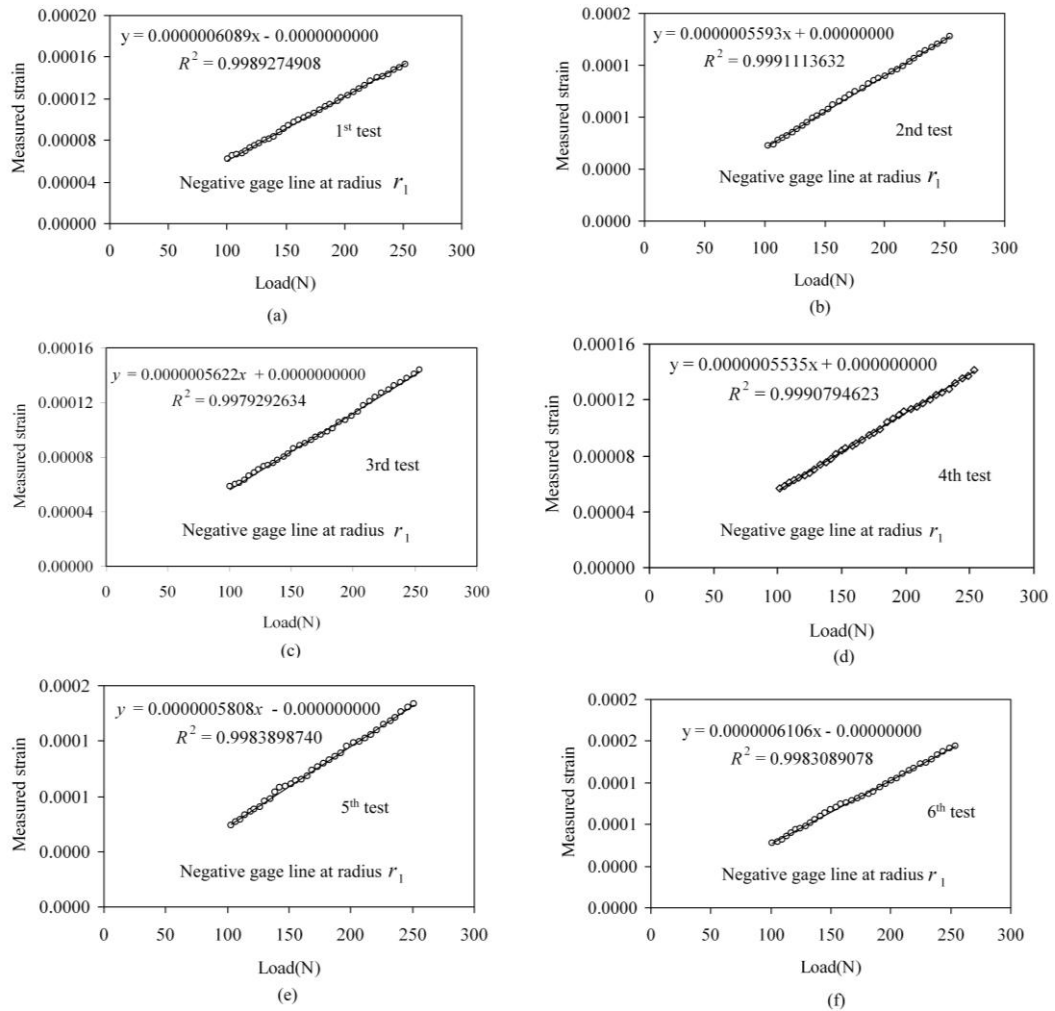 0.00020
0.00016
0.00012
0.00008
0.00004
0.00000
Measured strain
y = 0.0000006089x - 0.0000000000
R² = 0.9989274908
1st test
Negative gage line at radius r1
0 50 100 150 200 250 300
Load(N)
(a)
0.0002
0.0001
0.0001
0.0000
0.0000
Measured strain
y = 0.0000005593x + 0.00000000
R² = 0.9991113632
2nd test
Negative gage line at radius r1
0 50 100 150 200 250 300
Load(N)
(b)
0.00016
0.00012
0.00008
0.00004
0.00000
Measured strain
y = 0.0000005622x + 0.0000000000
R² = 0.9979292634
3rd test
Negative gage line at radius r1
0 50 100 150 200 250 300
Load(N)
(c)
0.00016
0.00012
0.00008
0.00004
0.00000
Measured strain
y = 0.0000005535x + 0.000000000
R² = 0.9990794623
4th test
Negative gage line at radius r1
0 50 100 150 200 250 300
Load(N)
(d)
0.0002
0.0001
0.0001
0.0000
0.0000
Measured strain
y = 0.0000005808x - 0.000000000
R² = 0.9983898740
5th test
Negative gage line at radius r1
0 50 100 150 200 250 300
Load(N)
(e)
0.0002
0.0002
0.0001
0.0001
0.0000
0.0000
Measured strain
y = 0.0000006106x - 0.00000000
R² = 0.9983089078
6th test
Negative gage line at radius r1
0 50 100 150 200 250 300
Load(N)
(f)